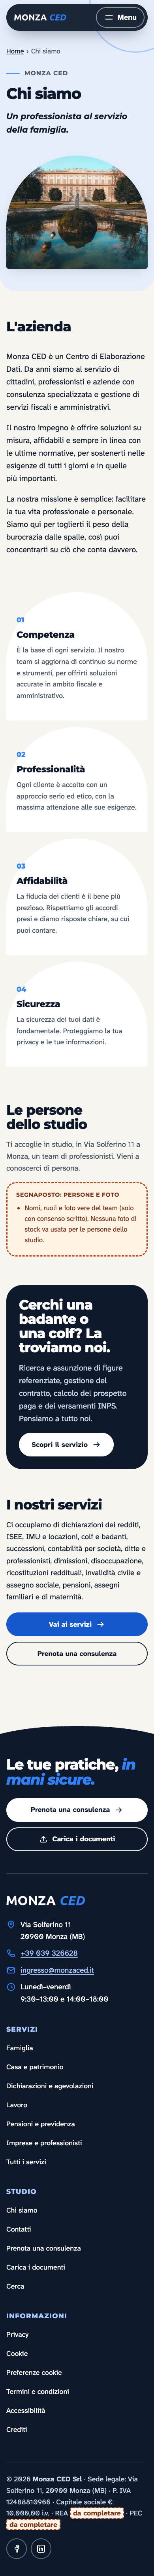 MONZA CED
Menu
Home › Chi siamo
MONZA CED
Chi siamo
Un professionista al servizio
della famiglia.
L'azienda
Monza CED è un Centro di Elaborazione
Dati. Da anni siamo al servizio di
cittadini, professionisti e aziende con
consulenza specializzata e gestione di
servizi fiscali e amministrativi.
Il nostro impegno è offrire soluzioni su
misura, affidabili e sempre in linea con
le ultime normative, per sostenerti nelle
esigenze di tutti i giorni e in quelle
più importanti.
La nostra missione è semplice: facilitare
la tua vita professionale e personale.
Siamo qui per toglierti il peso della
burocrazia dalle spalle, così puoi
concentrarti su ciò che conta davvero.
01
Competenza
È la base di ogni servizio. Il nostro
team si aggiorna di continuo su norme
e strumenti, per offrirti soluzioni
accurate in ambito fiscale e
amministrativo.
02
Professionalità
Ogni cliente è accolto con un
approccio serio ed etico, con la
massima attenzione alle sue esigenze.
03
Affidabilità
La fiducia dei clienti è il bene più
prezioso. Rispettiamo gli accordi
presi e diamo risposte chiare, su cui
puoi contare.
04
Sicurezza
La sicurezza dei tuoi dati è
fondamentale. Proteggiamo la tua
privacy e le tue informazioni.
Le persone
dello studio
Ti accoglie in studio, in Via Solferino 11 a
Monza, un team di professionisti. Vieni a
conoscerci di persona.
SEGNAPOSTO: PERSONE E FOTO
• Nomi, ruoli e foto vere del team (solo
con consenso scritto). Nessuna foto di
stock va usata per le persone dello
studio.
Cerchi una
badante o
una colf? La
troviamo noi.
Ricerca e assunzione di figure
referenziate, gestione del
contratto, calcolo del prospetto
paga e dei versamenti INPS.
Pensiamo a tutto noi.
Scopri il servizio →
I nostri servizi
Ci occupiamo di dichiarazioni dei redditi,
ISEE, IMU e locazioni, colf e badanti,
successioni, contabilità per società, ditte e
professionisti, dimissioni, disoccupazione,
ricostituzioni reddituali, invalidità civile e
assegno sociale, pensioni, assegni
familiari e di maternità.
Vai ai servizi →
Prenota una consulenza
Le tue pratiche, in
mani sicure.
Prenota una consulenza →
Carica i documenti
MONZA CED
Via Solferino 11
20900 Monza (MB)
+39 039 326628
ingresso@monzaced.it
Lunedì-venerdì
9:30–13:00 e 14:00–18:00
SERVIZI
Famiglia
Casa e patrimonio
Dichiarazioni e agevolazioni
Lavoro
Pensioni e previdenza
Imprese e professionisti
Tutti i servizi
STUDIO
Chi siamo
Contatti
Prenota una consulenza
Carica i documenti
Cerca
INFORMAZIONI
Privacy
Cookie
Preferenze cookie
Termini e condizioni
Accessibilità
Crediti
© 2026 Monza CED Srl · Sede legale: Via
Solferino 11, 20900 Monza (MB) · P. IVA
12488010966 · Capitale sociale €
10.000,00 i.v. · REA da completare · PEC
da completare